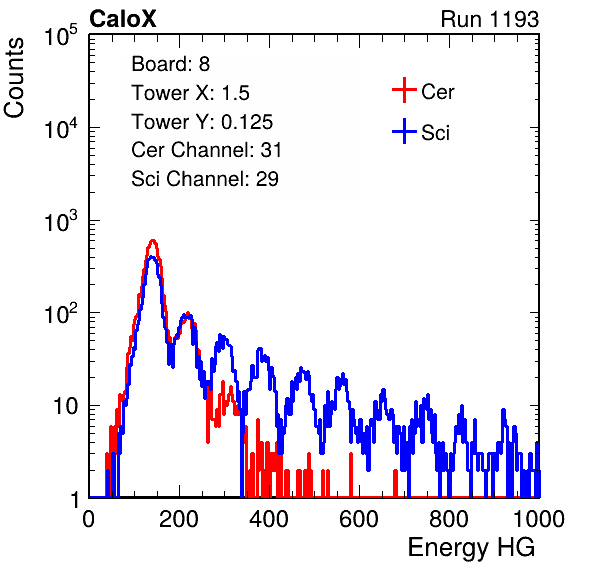 CaloX Run 1193
Counts
10^5
10^4
10^3
10^2
10
1
Board: 8
Tower X: 1.5
Tower Y: 0.125
Cer Channel: 31
Sci Channel: 29
Cer
Sci
0 200 400 600 800 1000
Energy HG